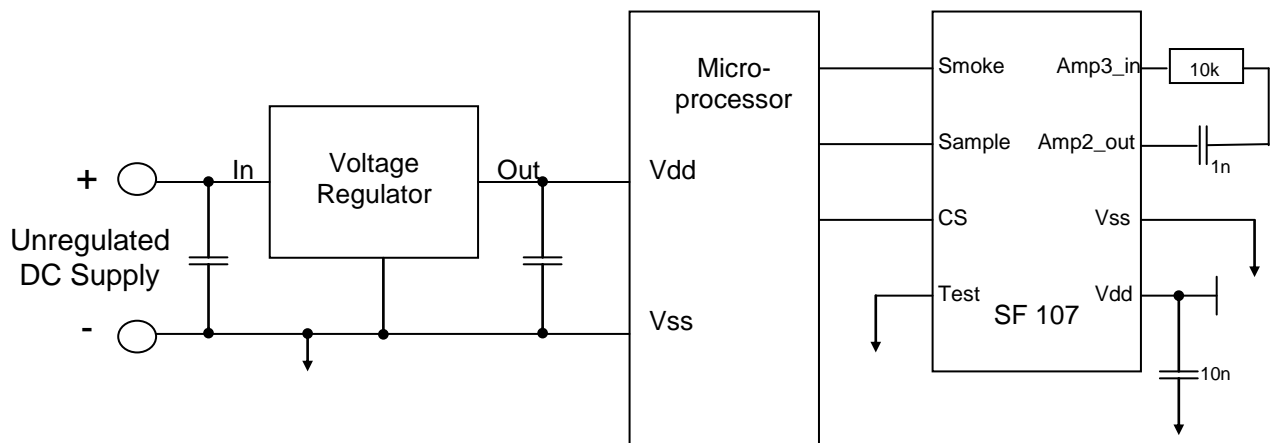 +
Unregulated
DC Supply
-
In
Voltage
Regulator
Out
Micro-
processor
Vdd
Vss
Smoke
Sample
CS
Test
SF 107
Amp3_in
Amp2_out
Vss
Vdd
10k
1n
10n